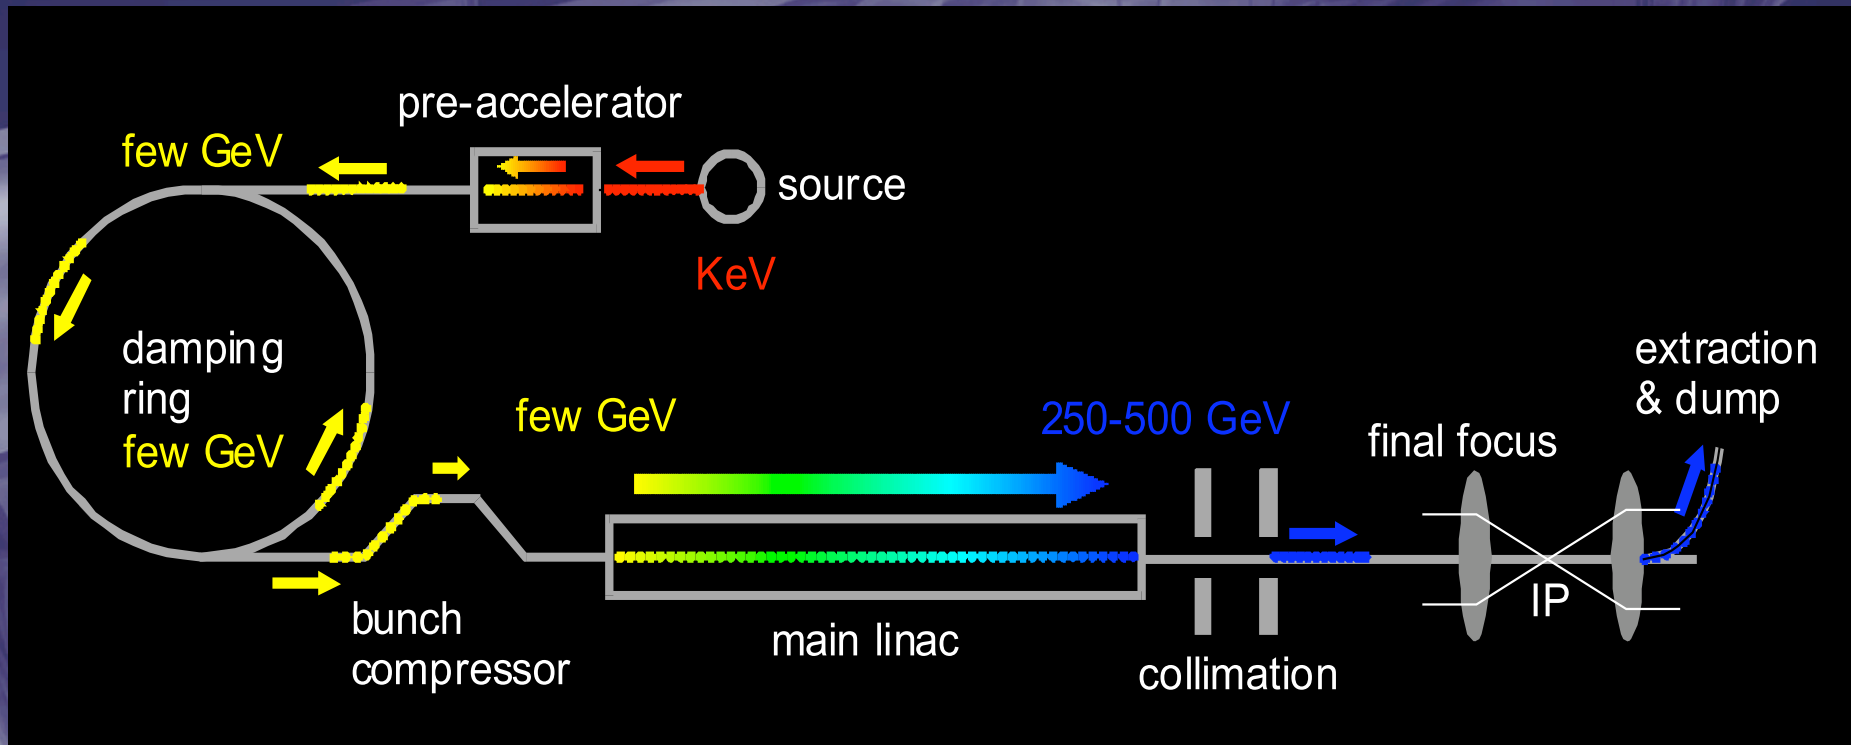 pre-accelerator
few GeV
source
KeV
damping
ring
few GeV
few GeV
250-500 GeV
extraction
& dump
final focus
IP
bunch
compressor
main linac
collimation